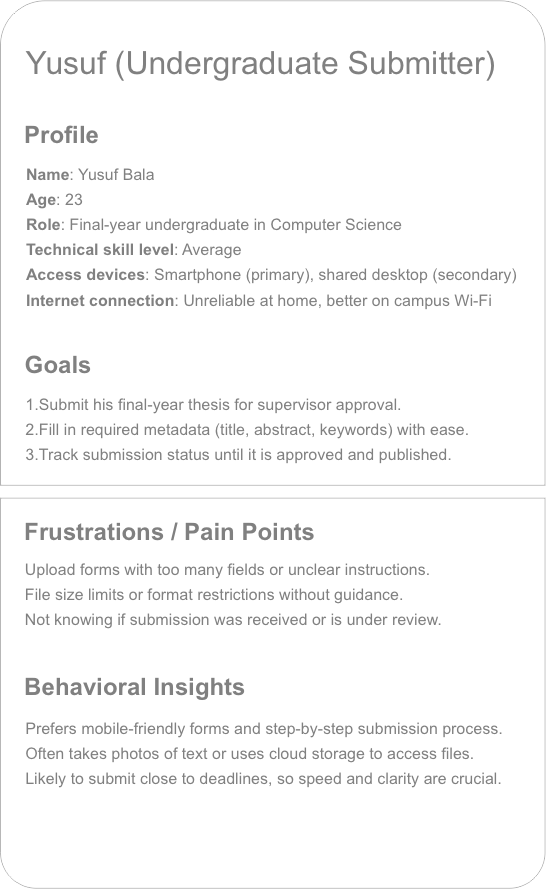 Yusuf (Undergraduate Submitter)
Profile
Name: Yusuf Bala
Age: 23
Role: Final-year undergraduate in Computer Science
Technical skill level: Average
Access devices: Smartphone (primary), shared desktop (secondary)
Internet connection: Unreliable at home, better on campus Wi-Fi
Goals
1.Submit his final-year thesis for supervisor approval.
2.Fill in required metadata (title, abstract, keywords) with ease.
3.Track submission status until it is approved and published.
Frustrations / Pain Points
Upload forms with too many fields or unclear instructions.
File size limits or format restrictions without guidance.
Not knowing if submission was received or is under review.
Behavioral Insights
Prefers mobile-friendly forms and step-by-step submission process.
Often takes photos of text or uses cloud storage to access files.
Likely to submit close to deadlines, so speed and clarity are crucial.